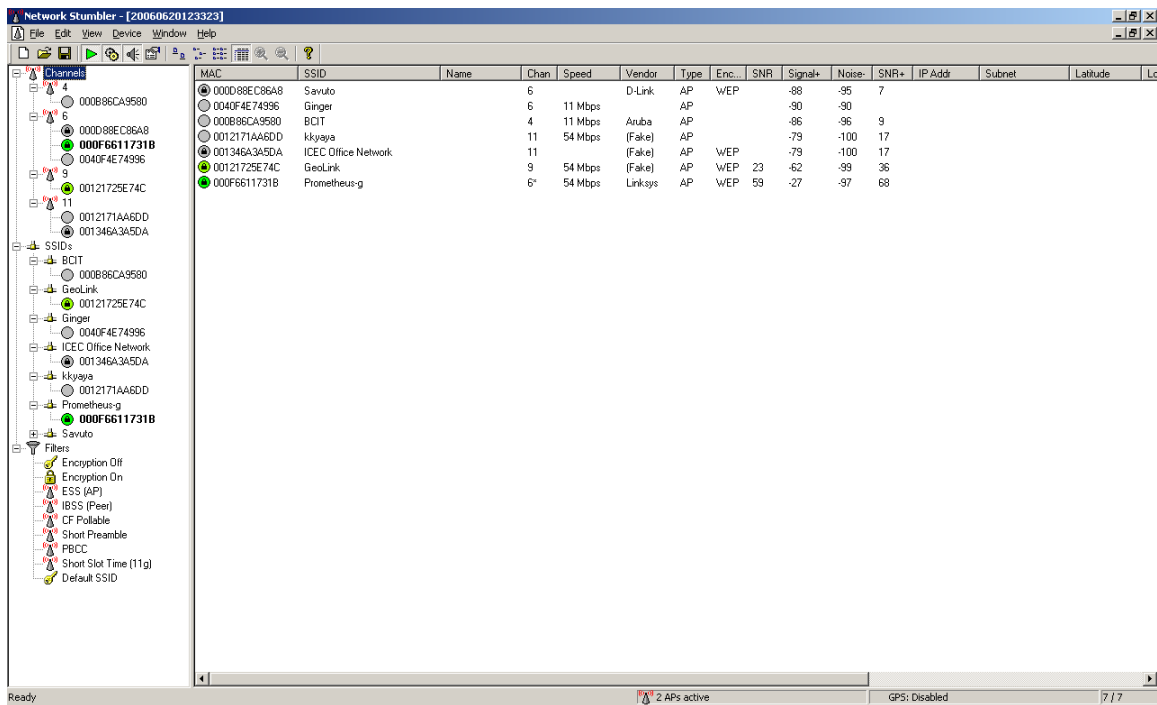 Network Stumbler - [20060620123323]
File Edit View Device Window Help
Channels
4
000B86CA9580
6
000D88EC86A8
000F6611731B
0040F4E74996
9
00121725E74C
11
0012171AA6DD
001346A3A5DA
SSIDs
BCIT
000B86CA9580
GeoLink
00121725E74C
Ginger
0040F4E74996
ICEC Office Network
001346A3A5DA
kkyaya
0012171AA6DD
Prometheus-g
000F6611731B
Savuto
Filters
Encryption Off
Encryption On
ESS (AP)
IBSS (Peer)
CF Pollable
Short Preamble
PBCC
Short Slot Time (11g)
Default SSID
MAC SSID Name Chan Speed Vendor Type Enc... SNR Signal+ Noise- SNR+ IP Addr Subnet Latitude Lo
000D88EC86A8 Savuto 6 D-Link AP WEP -88 -95 7
0040F4E74996 Ginger 6 11 Mbps AP -90 -90
000B86CA9580 BCIT 4 11 Mbps Aruba AP -86 -96 9
0012171AA6DD kkyaya 11 54 Mbps (Fake) AP -79 -100 17
001346A3A5DA ICEC Office Network 11 (Fake) AP WEP -79 -100 17
00121725E74C GeoLink 9 54 Mbps (Fake) AP WEP 23 -62 -99 36
000F6611731B Prometheus-g 6* 54 Mbps Linksys AP WEP 59 -27 -97 68
Ready 2 APs active GPS: Disabled 7 / 7